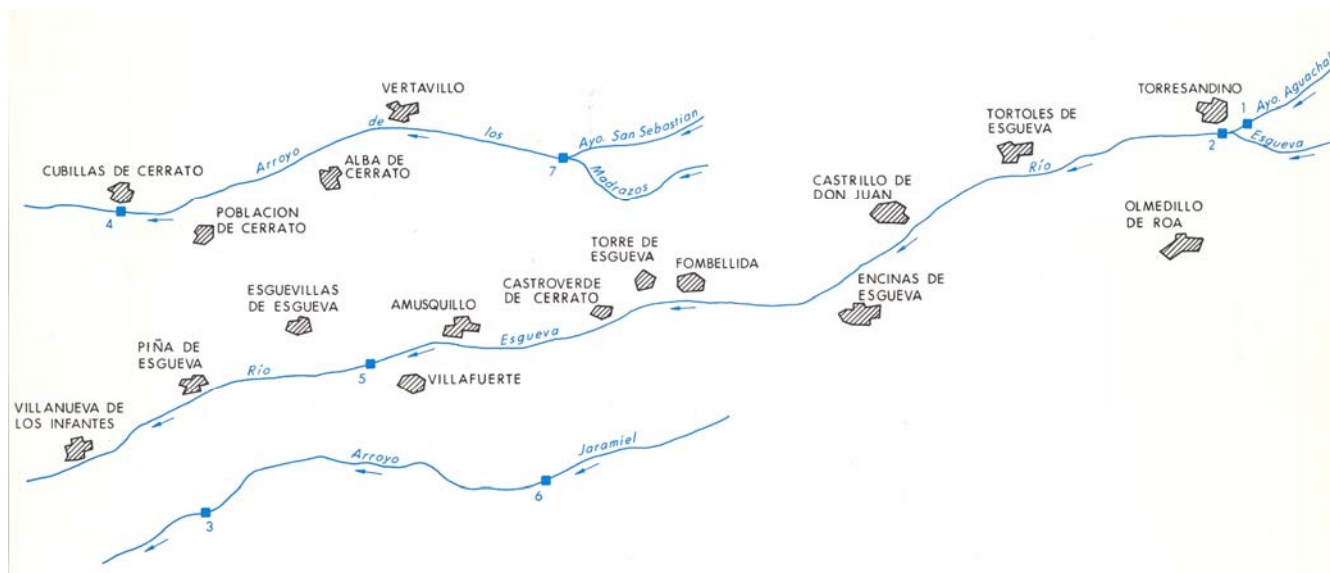 VERTAVILLO
TORRESANDINO
1
Ayo. Aguachal
TORTOLES DE
ESGUEVA
2
Esgueva
Río
Arroyo
de
los
Ayo. San Sebastian
7
Madrazos
CUBILLAS DE CERRATO
ALBA DE
CERRATO
4
POBLACION
DE CERRATO
CASTRILLO DE
DON JUAN
OLMEDILLO
DE ROA
TORRE DE
ESGUEVA
FOMBELLIDA
ENCINAS DE
ESGUEVA
CASTROVERDE
DE CERRATO
ESGUEVILLAS
DE ESGUEVA
AMUSQUILLO
Esgueva
PIÑA DE
ESGUEVA
Río
5
VILLAFUERTE
VILLANUEVA DE
LOS INFANTES
Arroyo
Jaramiel
6
3